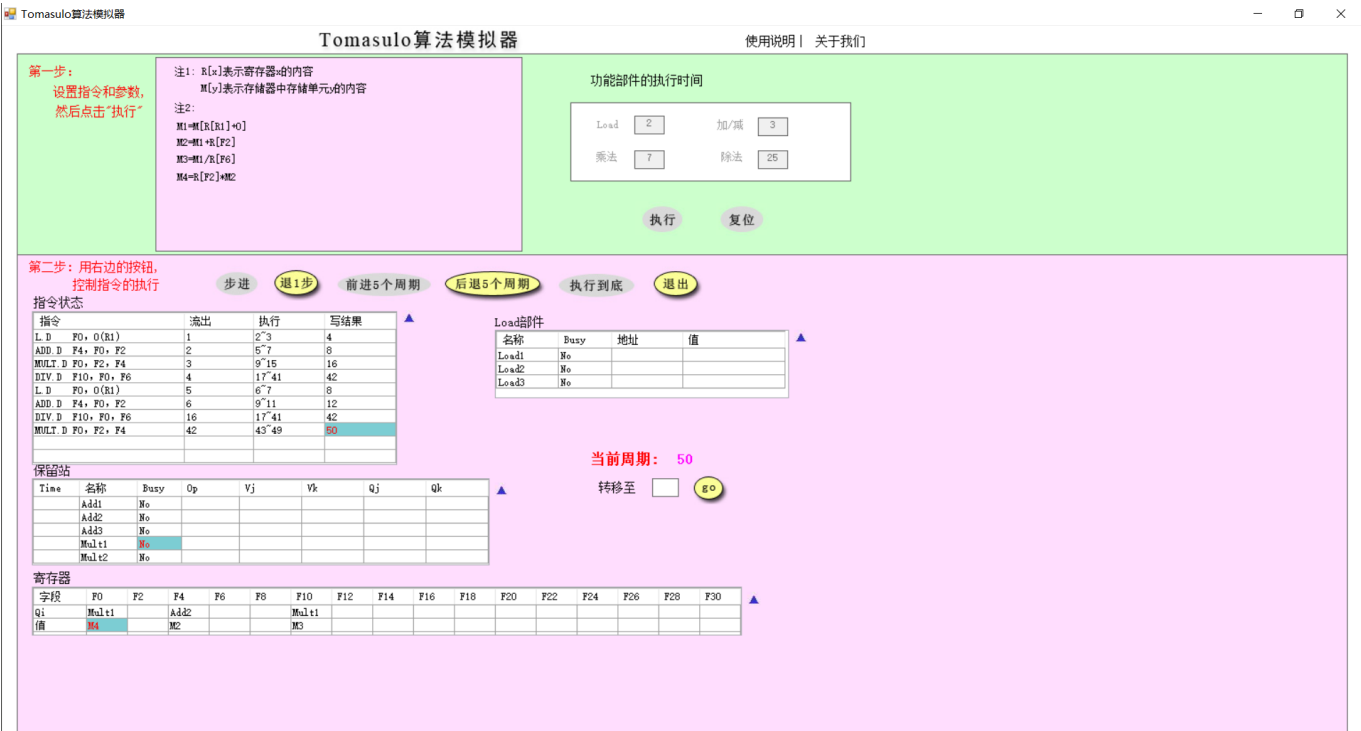 Tomasulo算法模拟器
Tomasulo算法模拟器
使用说明| 关于我们
第一步：
设置指令和参数，
然后点击"执行"
注1: R[x]表示寄存器x的内容
M[y]表示存储器中存储单元y的内容
注2:
M1=M[R[R1]+0]
M2=M1+R[F2]
M3=M1/R[F6]
M4=R[F2]*M2
功能部件的执行时间
Load 2 加/减 3
乘法 7 除法 25
执行 复位
第二步：用右边的按钮，
控制指令的执行
步进 退1步 前进5个周期 后退5个周期 执行到底 退出
指令状态
指令 流出 执行 写结果
L.D F0, 0(R1) 1 2~3 4
ADD.D F4, F0, F2 2 5~7 8
MULT.D F0, F2, F4 3 9~15 16
DIV.D F10, F0, F6 4 17~41 42
L.D F0, 0(R1) 5 6~7 8
ADD.D F4, F0, F2 6 9~11 12
DIV.D F10, F0, F6 16 17~41 42
MULT.D F0, F2, F4 42 43~49 50
Load部件
名称 Busy 地址 值
Load1 No
Load2 No
Load3 No
当前周期: 50
转移至 go
保留站
Time 名称 Busy Op Vj Vk Qj Qk
Add1 No
Add2 No
Add3 No
Mult1 No
Mult2 No
寄存器
字段 F0 F2 F4 F6 F8 F10 F12 F14 F16 F18 F20 F22 F24 F26 F28 F30
Qi Mult1 Add2 Mult1
值 M4 M2 M3